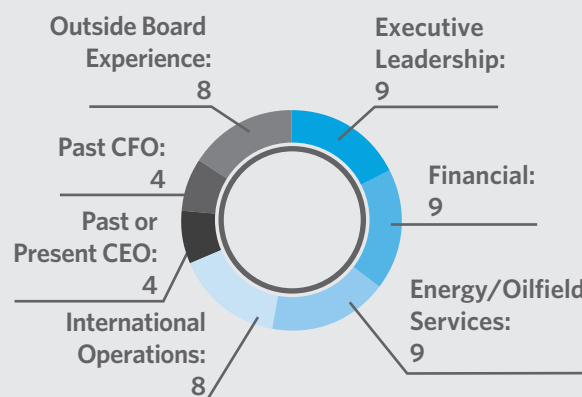 Outside Board
Experience:
8
Executive
Leadership:
9
Past CFO:
4
Financial:
9
Past or
Present CEO:
4
Energy/Oilfield
Services:
9
International
Operations:
8